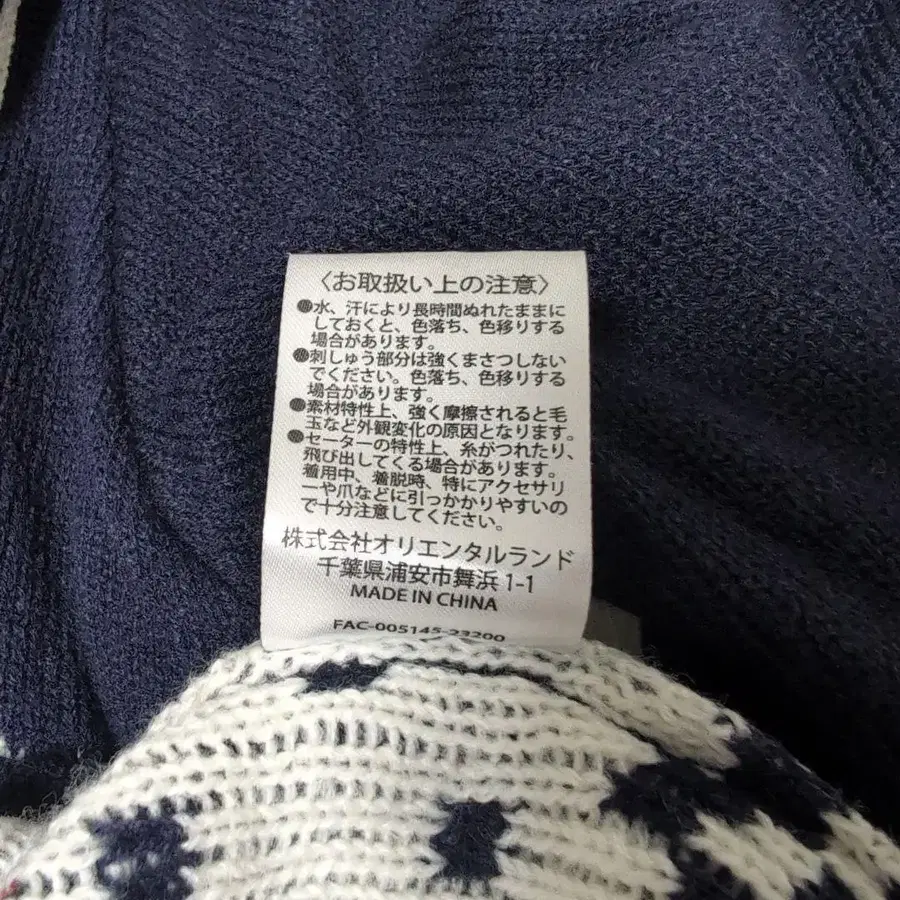 〈お取扱い上の注意〉
●水、汗により長時間ぬれたままに
しておくと、色落ち、色移りする
場合があります。
●刺しゅう部分は強くまさつしない
でください。色落ち、色移りする
場合があります。
●素材特性上、強く摩擦されると毛
玉など外観変化の原因となります。
●セーターの特性上、糸がつれたり、
飛び出してくる場合があります。
着用中、着脱時、特にアクセサリ
ーや爪などに引っかかりやすいの
で十分注意してください。
株式会社オリエンタルランド
千葉県浦安市舞浜1-1
MADE IN CHINA
FAC-005145-23200